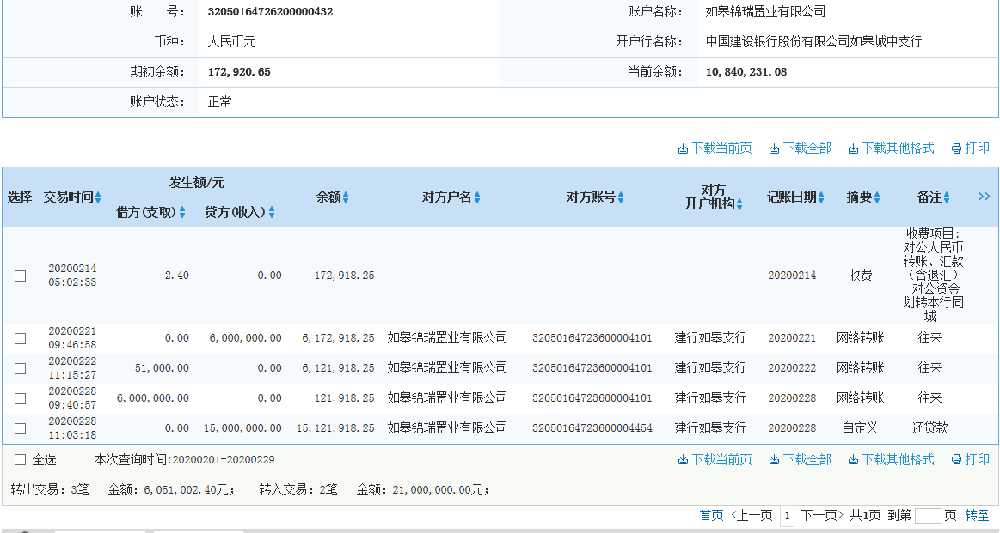 账 号： 32050164726200000432 账户名称： 如皋锦瑞置业有限公司
币种： 人民币元 开户行名称： 中国建设银行股份有限公司如皋城中支行
期初余额： 172,920.65 当前余额： 10,840,231.08
账户状态： 正常
下载当前页 下载全部 下载其他格式 打印
选择 交易时间 发生额/元 借方(支取) 贷方(收入) 余额 对方户名 对方账号 对方开户机构 记账日期 摘要 备注 >>
20200214 05:02:33 2.40 0.00 172,918.25 20200214 收费 收费项目:对公人民币转账、汇款（含退汇）-对公资金划转本行同城
20200221 09:46:58 0.00 6,000,000.00 6,172,918.25 如皋锦瑞置业有限公司 32050164723600004101 建行如皋支行 20200221 网络转账 往来
20200222 11:15:27 51,000.00 0.00 6,121,918.25 如皋锦瑞置业有限公司 32050164723600004101 建行如皋支行 20200222 网络转账 往来
20200228 09:40:57 6,000,000.00 0.00 121,918.25 如皋锦瑞置业有限公司 32050164723600004101 建行如皋支行 20200228 网络转账 往来
20200228 11:03:18 0.00 15,000,000.00 15,121,918.25 如皋锦瑞置业有限公司 32050164723600004454 建行如皋支行 20200228 自定义 还贷款
全选 本次查询时间:20200201-20200229 下载当前页 下载全部 下载其他格式 打印
转出交易：3笔 金额：6,051,002.40元； 转入交易：2笔 金额：21,000,000.00元；
首页 <上一页 1 下一页> 共1页 到第 页 转至